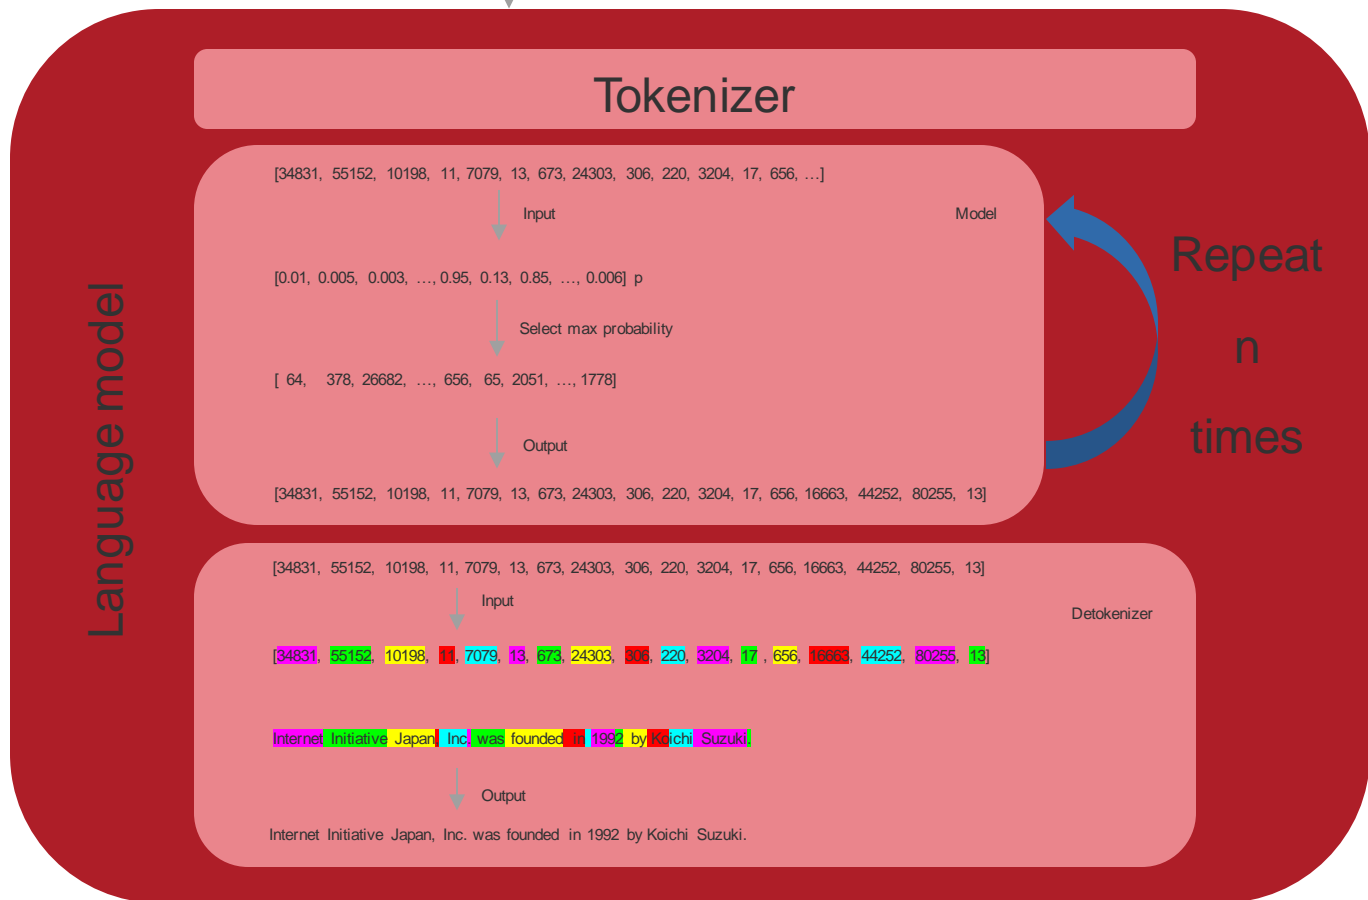 Tokenizer
[34831, 55152, 10198, 11, 7079, 13, 673, 24303, 306, 220, 3204, 17, 656, …]
Input
Model
[0.01, 0.005, 0.003, …, 0.95, 0.13, 0.85, …, 0.006] p
Select max probability
[ 64, 378, 26682, …, 656, 65, 2051, …, 1778]
Output
[34831, 55152, 10198, 11, 7079, 13, 673, 24303, 306, 220, 3204, 17, 656, 16663, 44252, 80255, 13]
Repeat
n
times
Language model
[34831, 55152, 10198, 11, 7079, 13, 673, 24303, 306, 220, 3204, 17, 656, 16663, 44252, 80255, 13]
Input
Detokenizer
[34831, 55152, 10198, 11, 7079, 13, 673, 24303, 306, 220, 3204, 17 , 656, 16663, 44252, 80255, 13]
Internet Initiative Japan, Inc. was founded in 1992 by Koichi Suzuki.
Output
Internet Initiative Japan, Inc. was founded in 1992 by Koichi Suzuki.